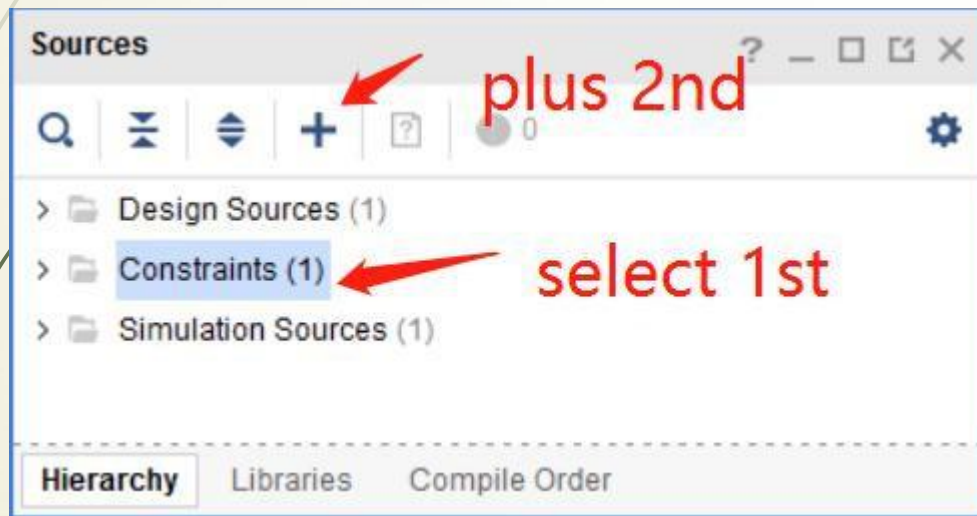 Sources
plus 2nd
0
Design Sources (1)
Constraints (1)
select 1st
Simulation Sources (1)
Hierarchy Libraries Compile Order